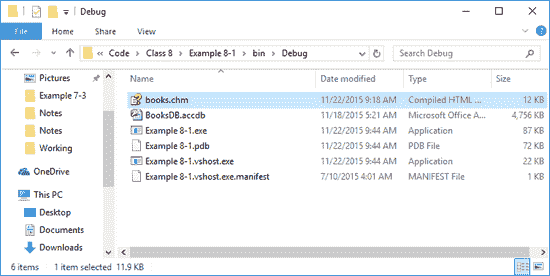 Debug
File Home Share View
« Code › Class 8 › Example 8-1 › bin › Debug Search Debug
Name Date modified Type Size
Pictures
Example 7-3
Notes
Notes
Working
OneDrive
This PC
Desktop
Documents
Downloads
books.chm 11/22/2015 9:18 AM Compiled HTML ... 12 KB
BooksDB.accdb 11/18/2015 5:21 AM Microsoft Office A... 4,756 KB
Example 8-1.exe 11/22/2015 9:44 AM Application 87 KB
Example 8-1.pdb 11/22/2015 9:44 AM PDB File 72 KB
Example 8-1.vshost.exe 11/22/2015 9:44 AM Application 22 KB
Example 8-1.vshost.exe.manifest 7/10/2015 4:01 AM MANIFEST File 1 KB
6 items 1 item selected 11.9 KB